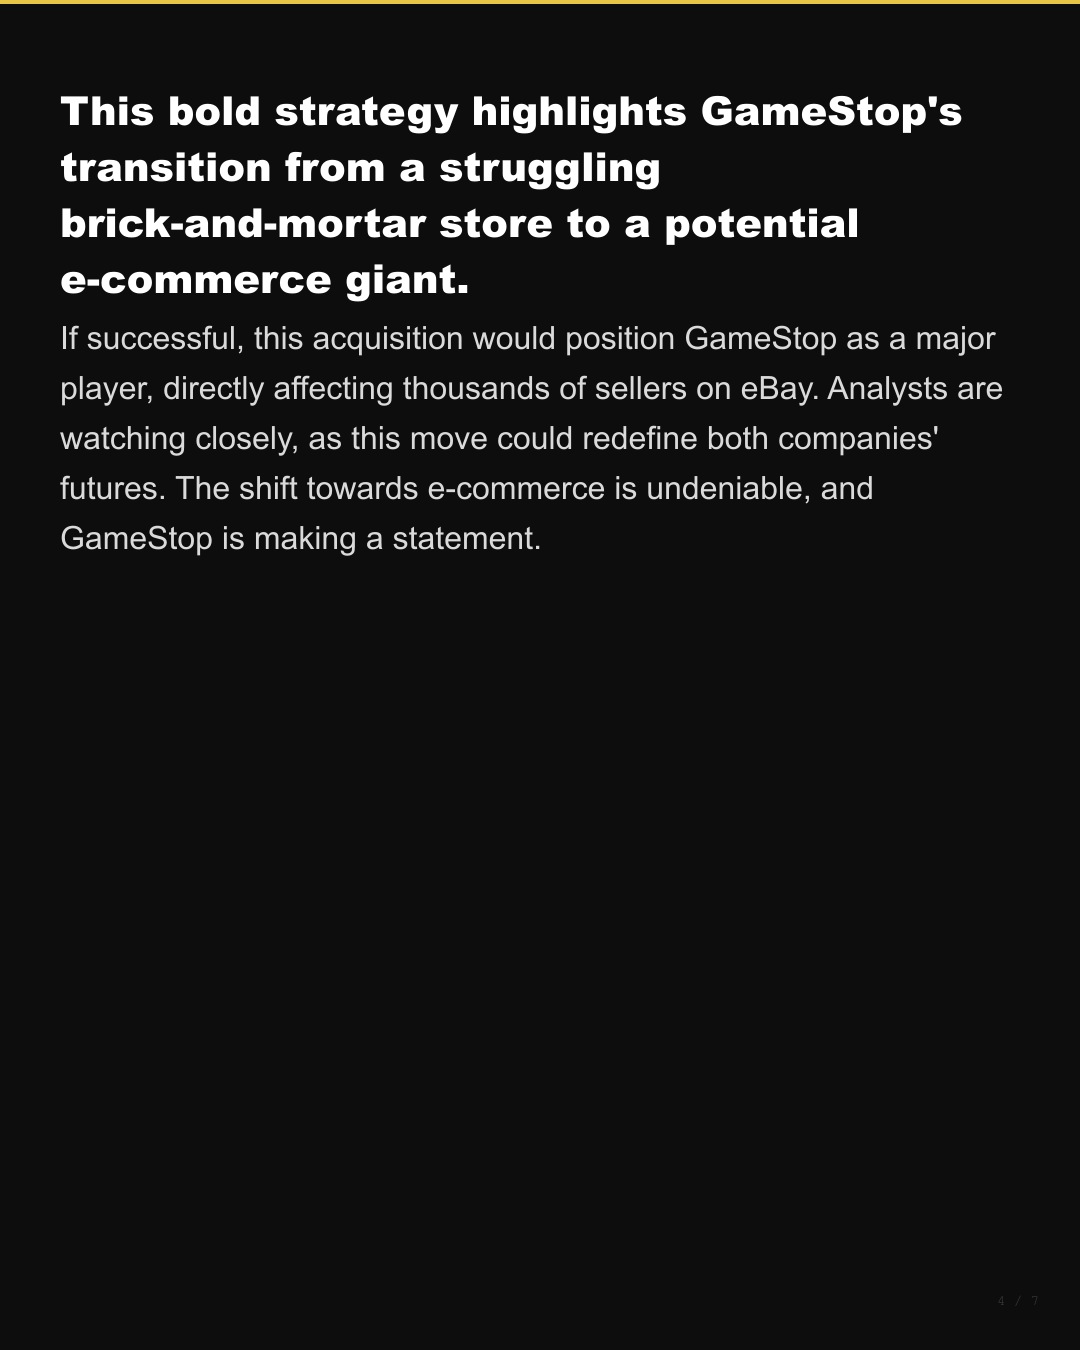 This bold strategy highlights GameStop's
transition from a struggling
brick-and-mortar store to a potential
e-commerce giant.
If successful, this acquisition would position GameStop as a major
player, directly affecting thousands of sellers on eBay. Analysts are
watching closely, as this move could redefine both companies'
futures. The shift towards e-commerce is undeniable, and
GameStop is making a statement.
4 / 7